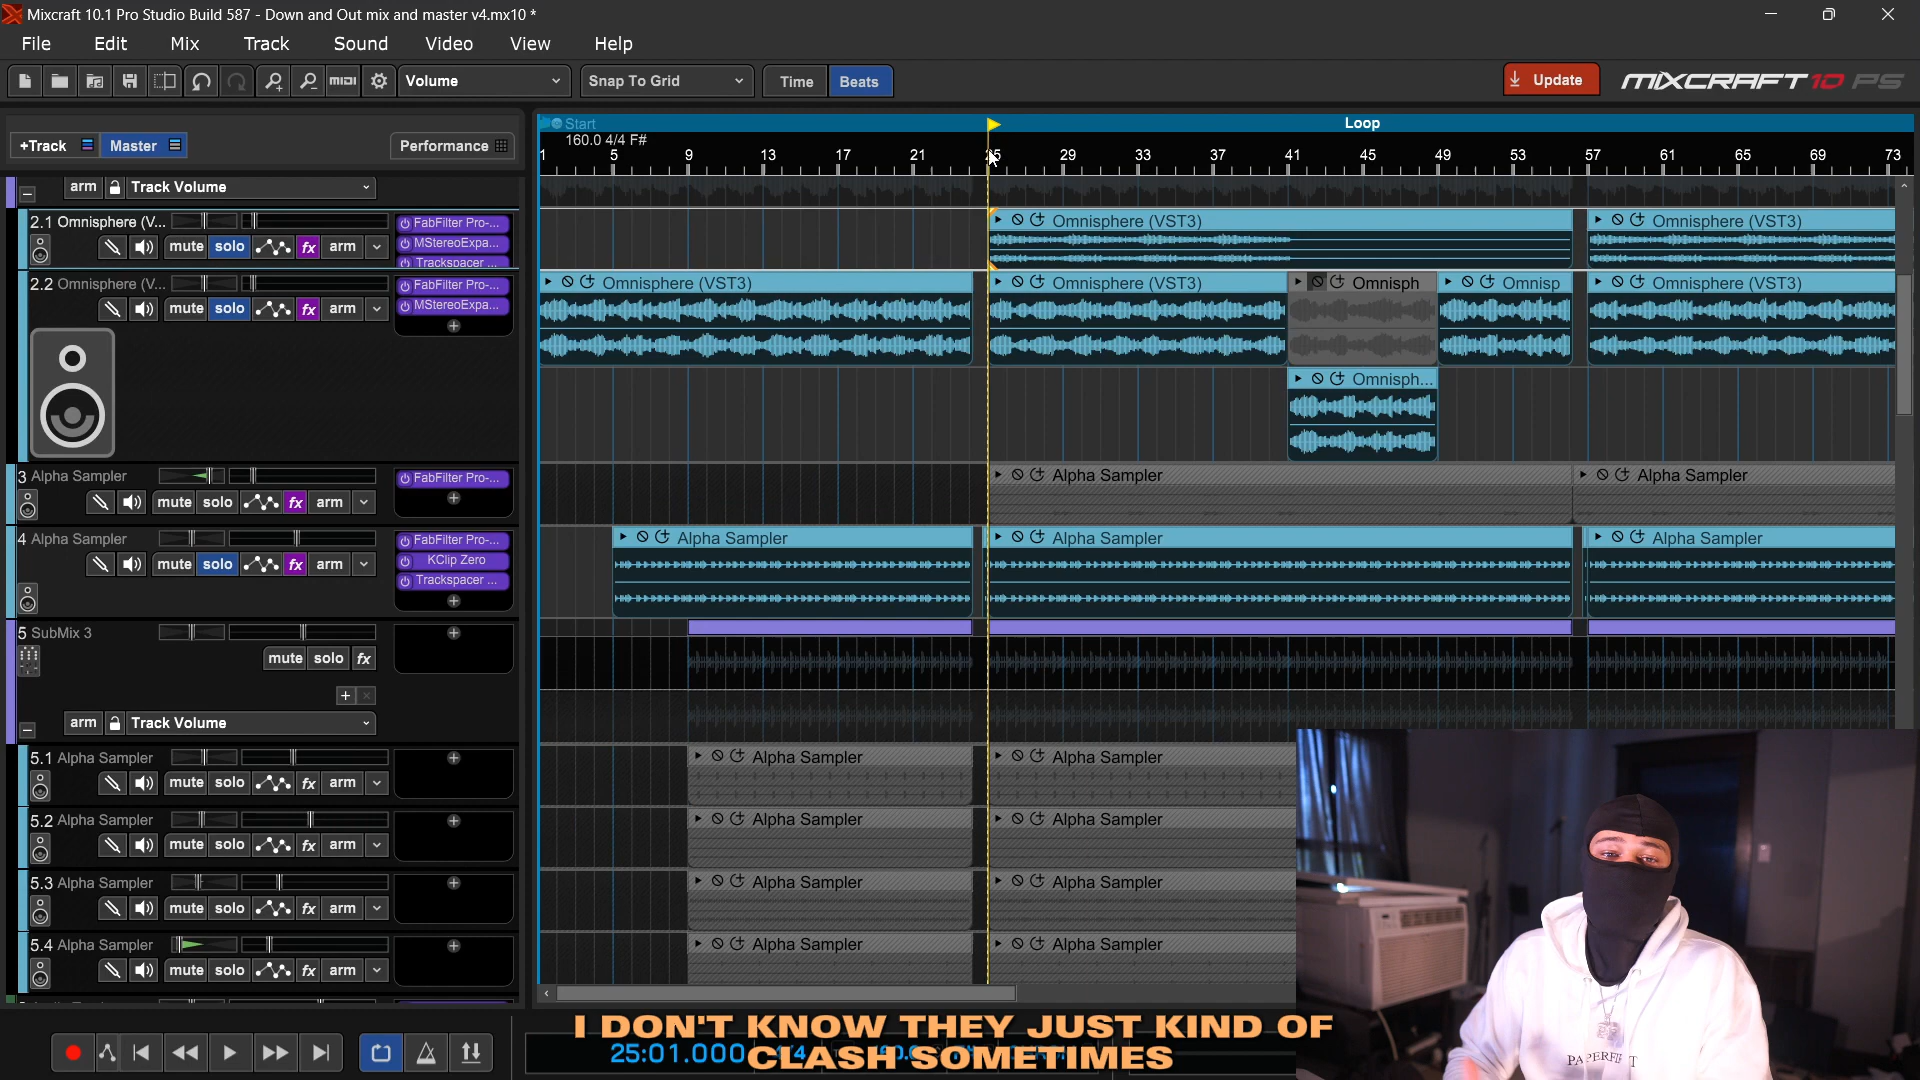 Mixcraft 10.1 Pro Studio Build 587 - Down and Out mix and master v4.mx10 *
File Edit Mix Track Sound Video View Help
MIDI Volume Snap To Grid Time Beats Update MIXCRAFT 10 PS
+Track Master Performance
Start Loop
160.0 4/4 F#
1 5 9 13 17 21 25 29 33 37 41 45 49 53 57 61 65 69 73
arm Track Volume
2.1 Omnisphere (V... FabFilter Pro-... Omnisphere (VST3) Omnisphere (VST3)
mute solo fx arm MStereoExpa...
Trackspacer ...
2.2 Omnisphere (V... FabFilter Pro-... Omnisphere (VST3) Omnisphere (VST3) Omnisph Omnisp Omnisphere (VST3)
mute solo fx arm MStereoExpa...
Omnisph...
3 Alpha Sampler FabFilter Pro-... Alpha Sampler Alpha Sampler
mute solo fx arm
4 Alpha Sampler FabFilter Pro-... Alpha Sampler Alpha Sampler Alpha Sampler
mute solo fx arm KClip Zero
Trackspacer ...
5 SubMix 3
mute solo fx
arm Track Volume
5.1 Alpha Sampler Alpha Sampler Alpha Sampler
mute solo fx arm
5.2 Alpha Sampler Alpha Sampler Alpha Sampler
mute solo fx arm
5.3 Alpha Sampler Alpha Sampler Alpha Sampler
mute solo fx arm
5.4 Alpha Sampler Alpha Sampler Alpha Sampler
mute solo fx arm
I DON'T KNOW THEY JUST KIND OF
25:01.000
CLASH SOMETIMES